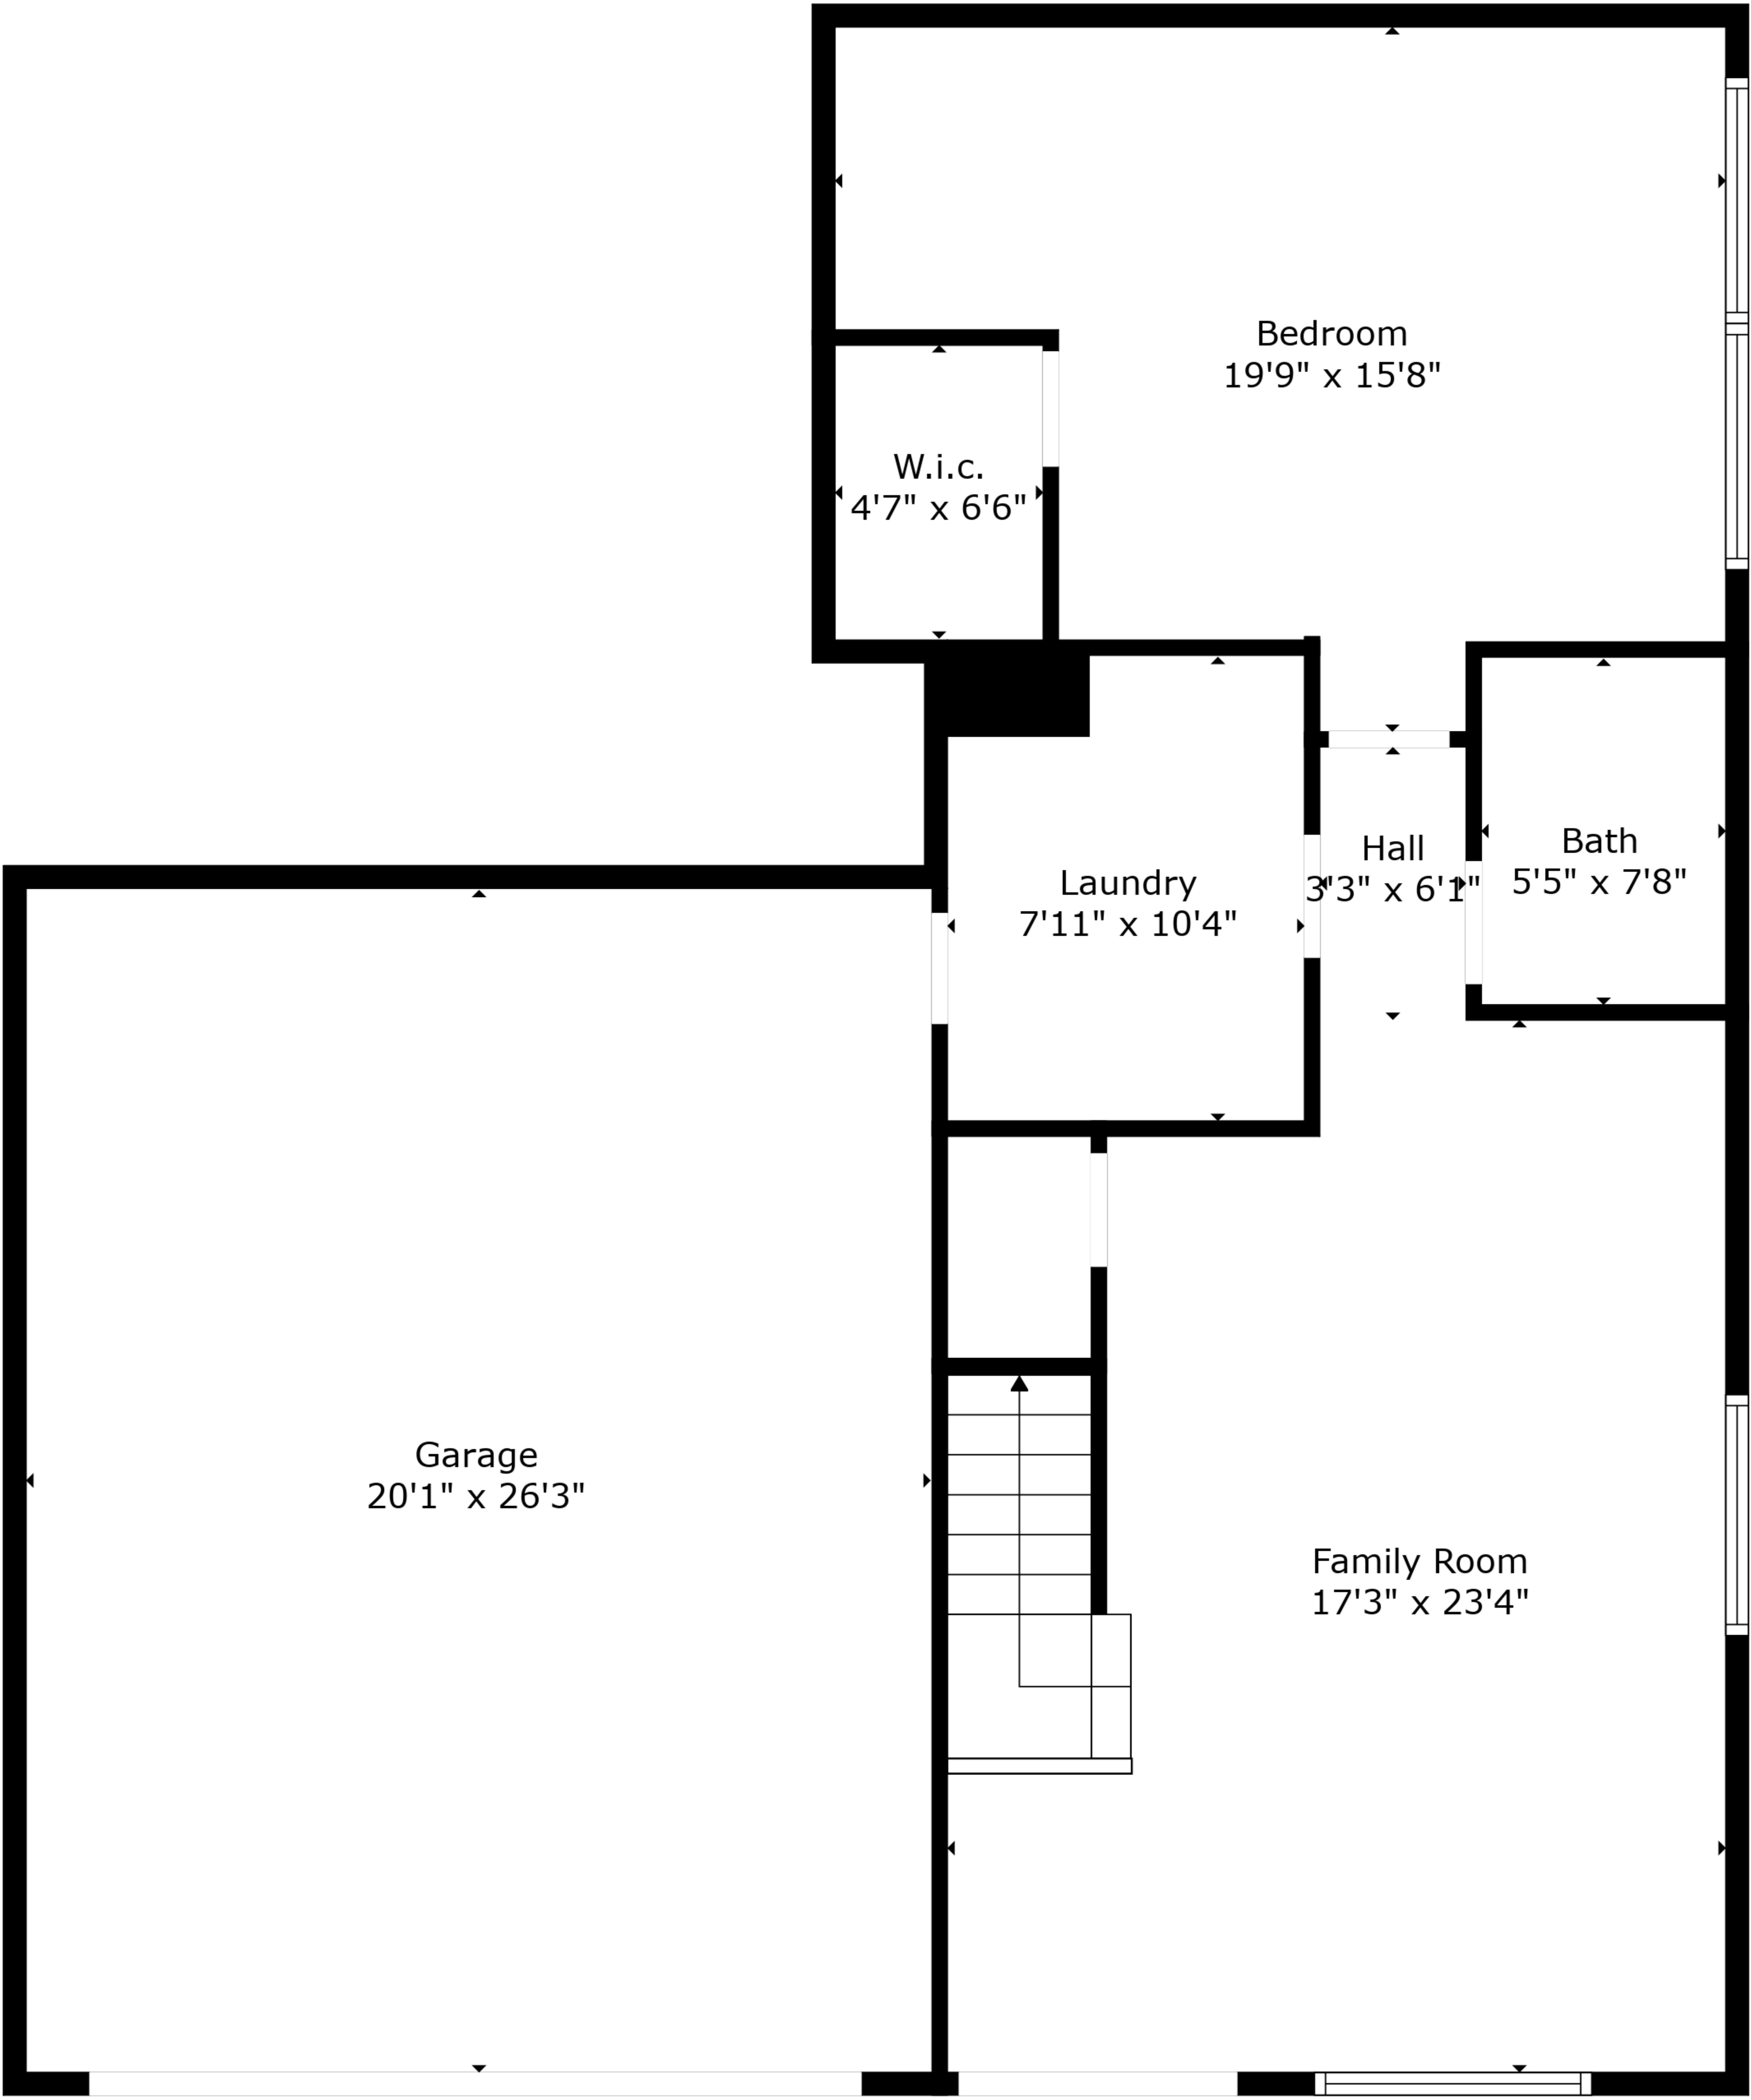 Bedroom
19'9" x 15'8"
W.i.c.
4'7" x 6'6"
Laundry
7'11" x 10'4"
Hall
3'3" x 6'1"
Bath
5'5" x 7'8"
Garage
20'1" x 26'3"
Family Room
17'3" x 23'4"